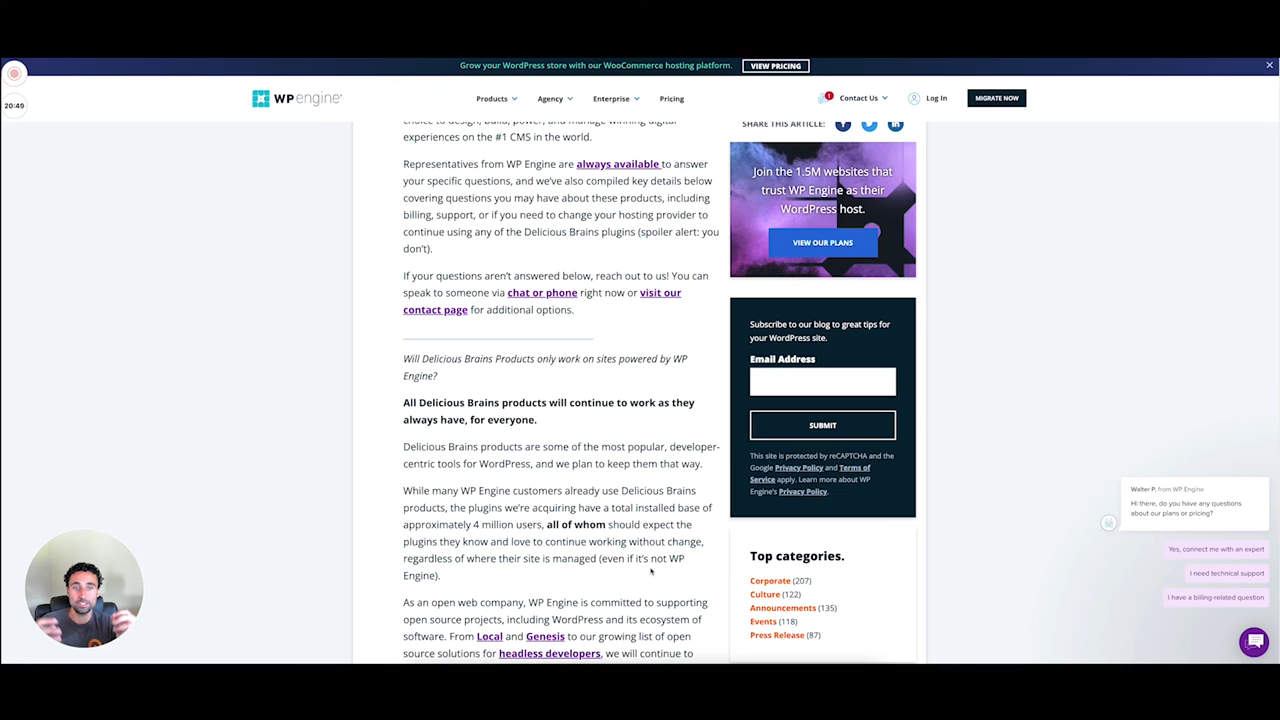 Grow your WordPress store with our WooCommerce hosting platform. VIEW PRICING
20:49
WP engine
Products Agency Enterprise Pricing
1 Contact Us Log In MIGRATE NOW
experiences on the #1 CMS in the world.
Representatives from WP Engine are always available to answer
your specific questions, and we've also compiled key details below
covering questions you may have about these products, including
billing, support, or if you need to change your hosting provider to
continue using any of the Delicious Brains plugins (spoiler alert: you
don't).
If your questions aren't answered below, reach out to us! You can
speak to someone via chat or phone right now or visit our
contact page for additional options.
Will Delicious Brains Products only work on sites powered by WP
Engine?
All Delicious Brains products will continue to work as they
always have, for everyone.
Delicious Brains products are some of the most popular, developer-
centric tools for WordPress, and we plan to keep them that way.
While many WP Engine customers already use Delicious Brains
products, the plugins we're acquiring have a total installed base of
approximately 4 million users, all of whom should expect the
plugins they know and love to continue working without change,
regardless of where their site is managed (even if it's not WP
Engine).
As an open web company, WP Engine is committed to supporting
open source projects, including WordPress and its ecosystem of
software. From Local and Genesis to our growing list of open
source solutions for headless developers, we will continue to
SHARE THIS ARTICLE:
Join the 1.5M websites that
trust WP Engine as their
WordPress host.
VIEW OUR PLANS
Subscribe to our blog to great tips for
your WordPress site.
Email Address
SUBMIT
This site is protected by reCAPTCHA and the
Google Privacy Policy and Terms of
Service apply. Learn more about WP
Engine's Privacy Policy.
Top categories.
Corporate (207)
Culture (122)
Announcements (135)
Events (118)
Press Release (87)
Walter P. from WP Engine
Hi there, do you have any questions
about our plans or pricing?
Yes, connect me with an expert
I need technical support
I have a billing-related question